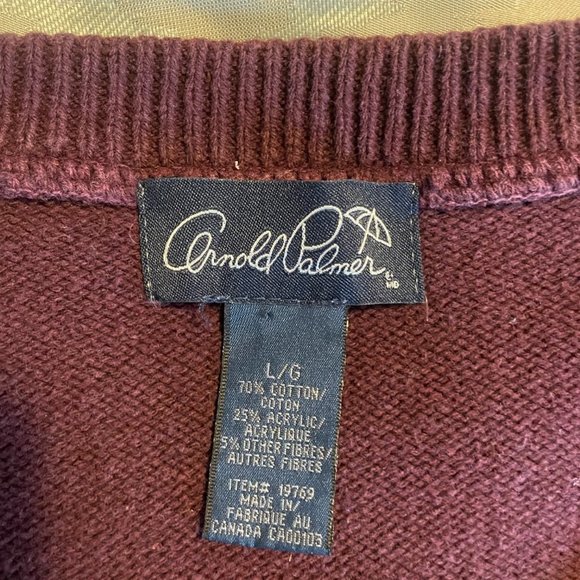 Arnold Palmer
L/G
70% COTTON/
COTON
25% ACRYLIC/
ACRYLIQUE
5% OTHER FIBRES/
AUTRES FIBRES
ITEM# 19769
MADE IN/
FABRIQUE AU
CANADA CA00103